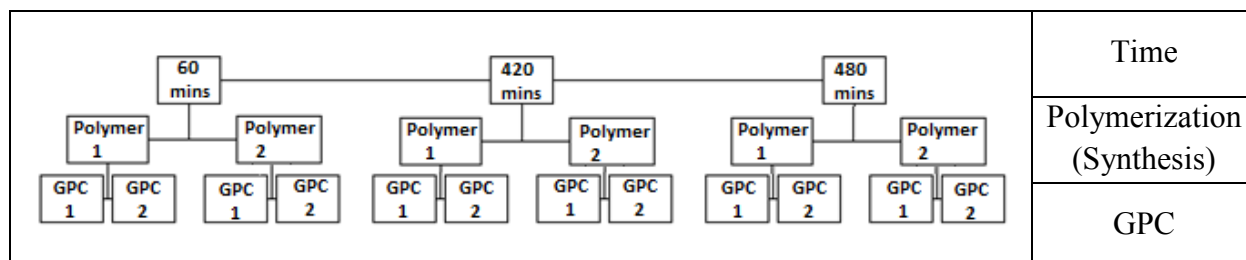 60
mins
420
mins
480
mins
Time
Polymer
1
Polymer
2
Polymer
1
Polymer
2
Polymer
1
Polymer
2
Polymerization
(Synthesis)
GPC
1
GPC
2
GPC
1
GPC
2
GPC
1
GPC
2
GPC
1
GPC
2
GPC
1
GPC
2
GPC
1
GPC
2
GPC